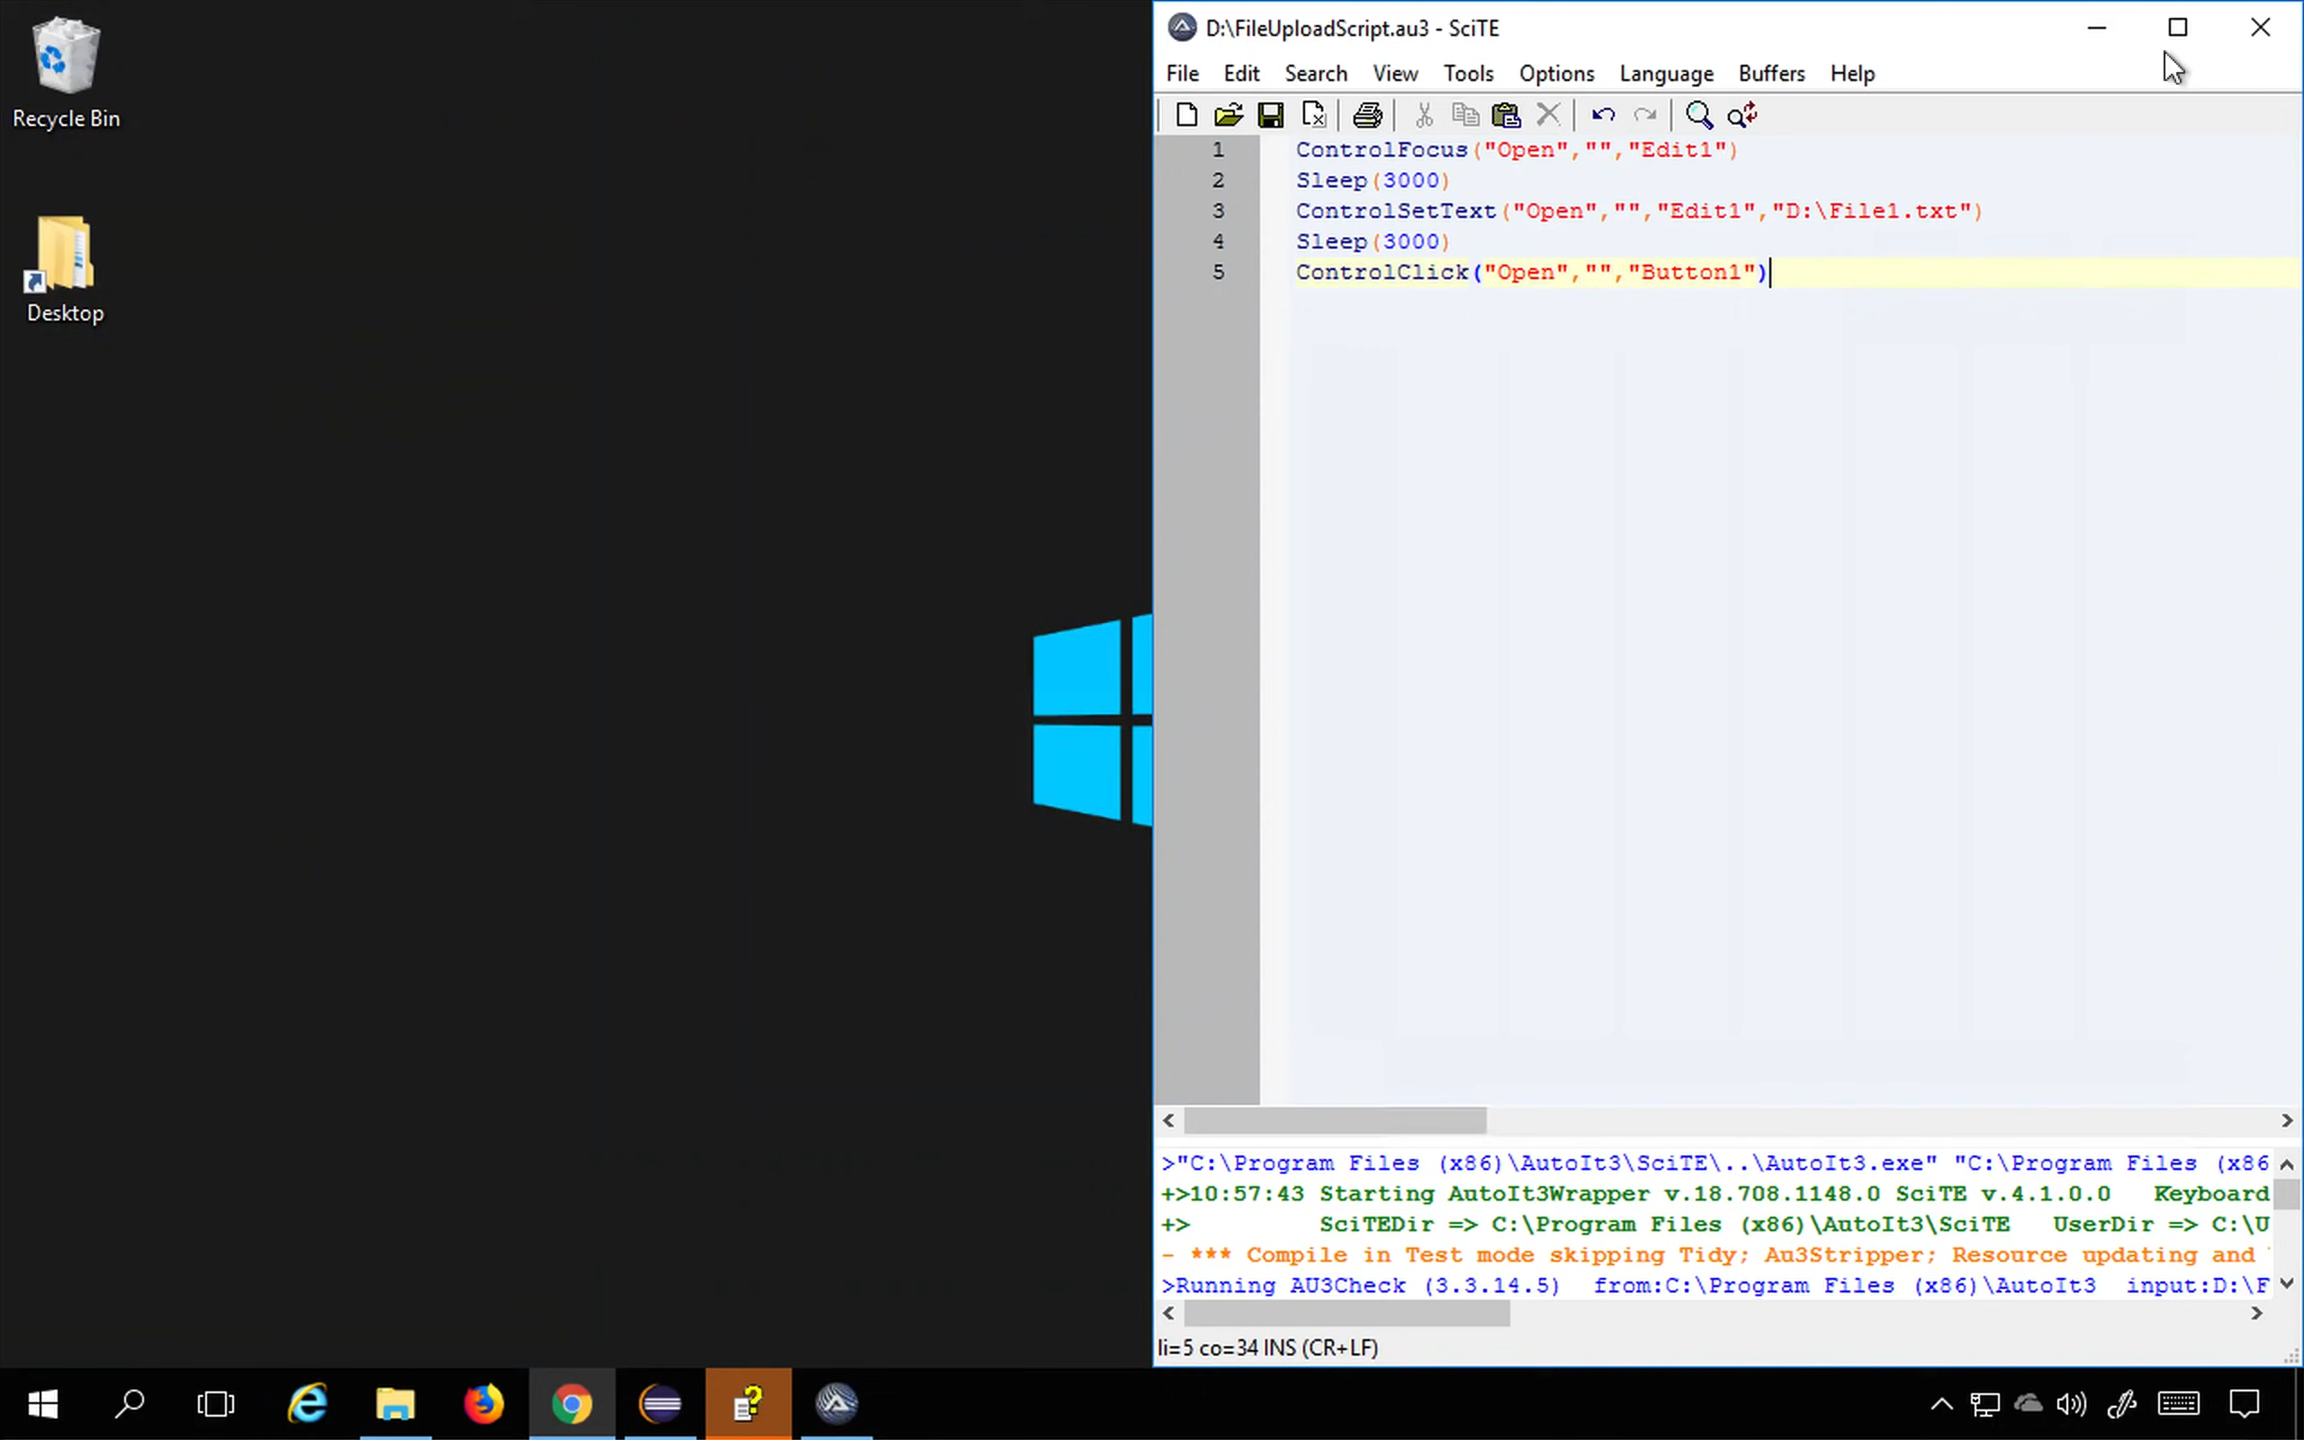 Recycle Bin
Desktop
D:\FileUploadScript.au3 - SciTE
File Edit Search View Tools Options Language Buffers Help
1 ControlFocus("Open","","Edit1")
2 Sleep(3000)
3 ControlSetText("Open","","Edit1","D:\File1.txt")
4 Sleep(3000)
5 ControlClick("Open","","Button1")
>"C:\Program Files (x86)\AutoIt3\SciTE\..\AutoIt3.exe" "C:\Program Files (x86
+>10:57:43 Starting AutoIt3Wrapper v.18.708.1148.0 SciTE v.4.1.0.0 Keyboard
+> SciTEDir => C:\Program Files (x86)\AutoIt3\SciTE UserDir => C:\U
- *** Compile in Test mode skipping Tidy; Au3Stripper; Resource updating and
>Running AU3Check (3.3.14.5) from:C:\Program Files (x86)\AutoIt3 input:D:\F
li=5 co=34 INS (CR+LF)